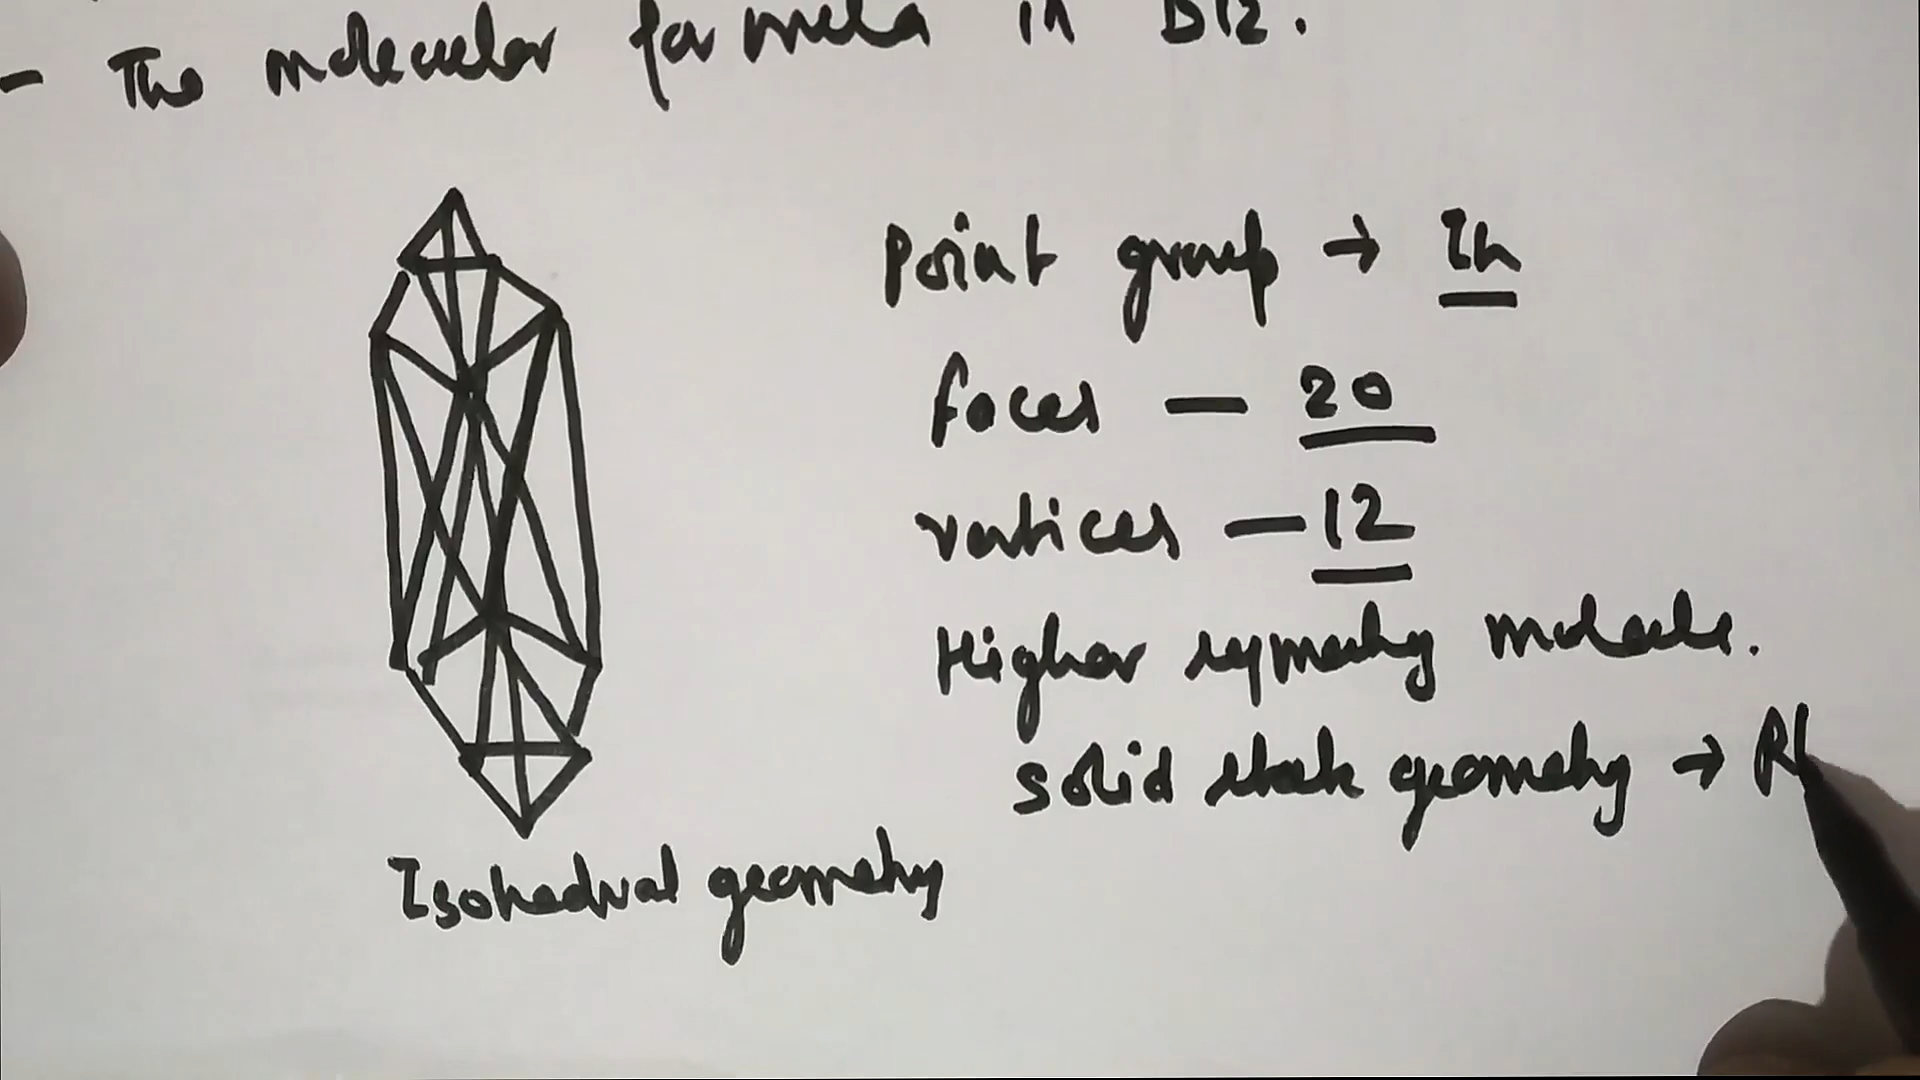 - The molecular formula in B12.
Point group → Ih
faces — 20
vertices — 12
Higher symmetry molecule.
solid state geometry → Rh
Isohedral geometry